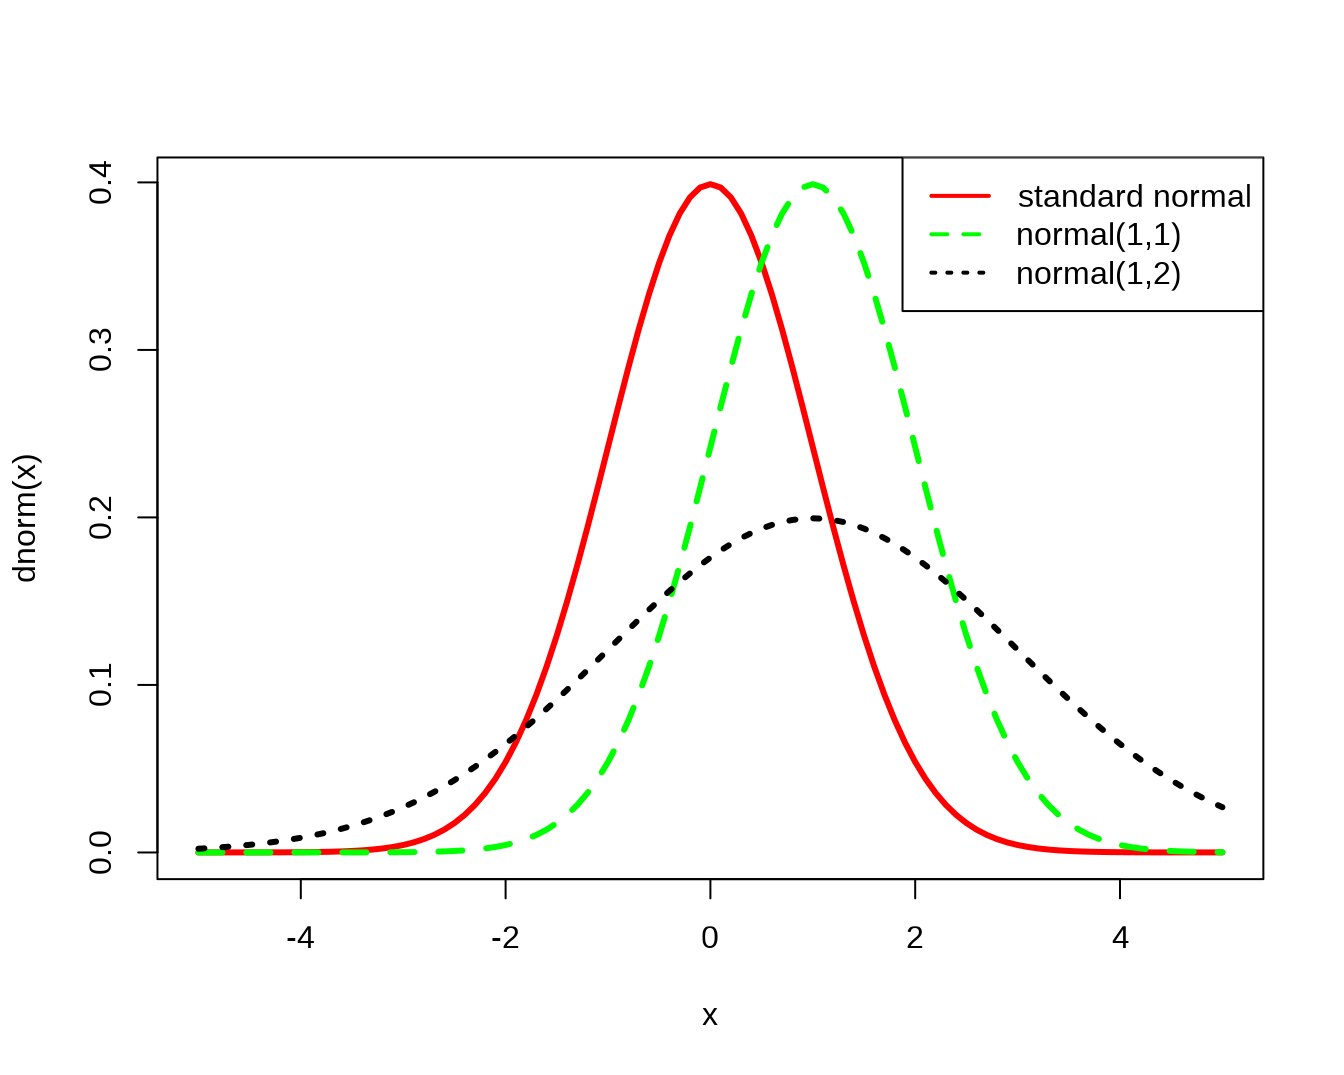 standard normal
normal(1,1)
normal(1,2)
0.4
0.3
0.2
0.1
0.0
dnorm(x)
-4 -2 0 2 4
x